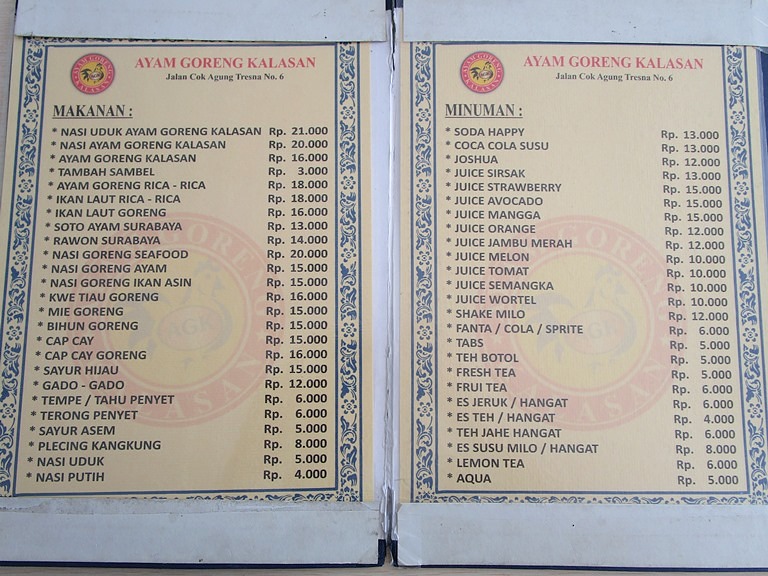 AYAM GORENG KALASAN
Jalan Cok Agung Tresna No. 6
MAKANAN :
* NASI UDUK AYAM GORENG KALASAN Rp. 21.000
* NASI AYAM GORENG KALASAN Rp. 20.000
* AYAM GORENG KALASAN Rp. 16.000
* TAMBAH SAMBEL Rp. 3.000
* AYAM GORENG RICA - RICA Rp. 18.000
* IKAN LAUT RICA - RICA Rp. 18.000
* IKAN LAUT GORENG Rp. 16.000
* SOTO AYAM SURABAYA Rp. 13.000
* RAWON SURABAYA Rp. 14.000
* NASI GORENG SEAFOOD Rp. 20.000
* NASI GORENG AYAM Rp. 15.000
* NASI GORENG IKAN ASIN Rp. 15.000
* KWE TIAU GORENG Rp. 16.000
* MIE GORENG Rp. 15.000
* BIHUN GORENG Rp. 15.000
* CAP CAY Rp. 15.000
* CAP CAY GORENG Rp. 16.000
* SAYUR HIJAU Rp. 15.000
* GADO - GADO Rp. 12.000
* TEMPE / TAHU PENYET Rp. 6.000
* TERONG PENYET Rp. 6.000
* SAYUR ASEM Rp. 5.000
* PLECING KANGKUNG Rp. 8.000
* NASI UDUK Rp. 5.000
* NASI PUTIH Rp. 4.000
AYAM GORENG KALASAN
Jalan Cok Agung Tresna No. 6
MINUMAN :
* SODA HAPPY Rp. 13.000
* COCA COLA SUSU Rp. 13.000
* JOSHUA Rp. 12.000
* JUICE SIRSAK Rp. 13.000
* JUICE STRAWBERRY Rp. 15.000
* JUICE AVOCADO Rp. 15.000
* JUICE MANGGA Rp. 15.000
* JUICE ORANGE Rp. 12.000
* JUICE JAMBU MERAH Rp. 12.000
* JUICE MELON Rp. 10.000
* JUICE TOMAT Rp. 10.000
* JUICE SEMANGKA Rp. 10.000
* JUICE WORTEL Rp. 10.000
* SHAKE MILO Rp. 12.000
* FANTA / COLA / SPRITE Rp. 6.000
* TABS Rp. 5.000
* TEH BOTOL Rp. 5.000
* FRESH TEA Rp. 5.000
* FRUI TEA Rp. 6.000
* ES JERUK / HANGAT Rp. 6.000
* ES TEH / HANGAT Rp. 4.000
* TEH JAHE HANGAT Rp. 6.000
* ES SUSU MILO / HANGAT Rp. 8.000
* LEMON TEA Rp. 6.000
* AQUA Rp. 5.000